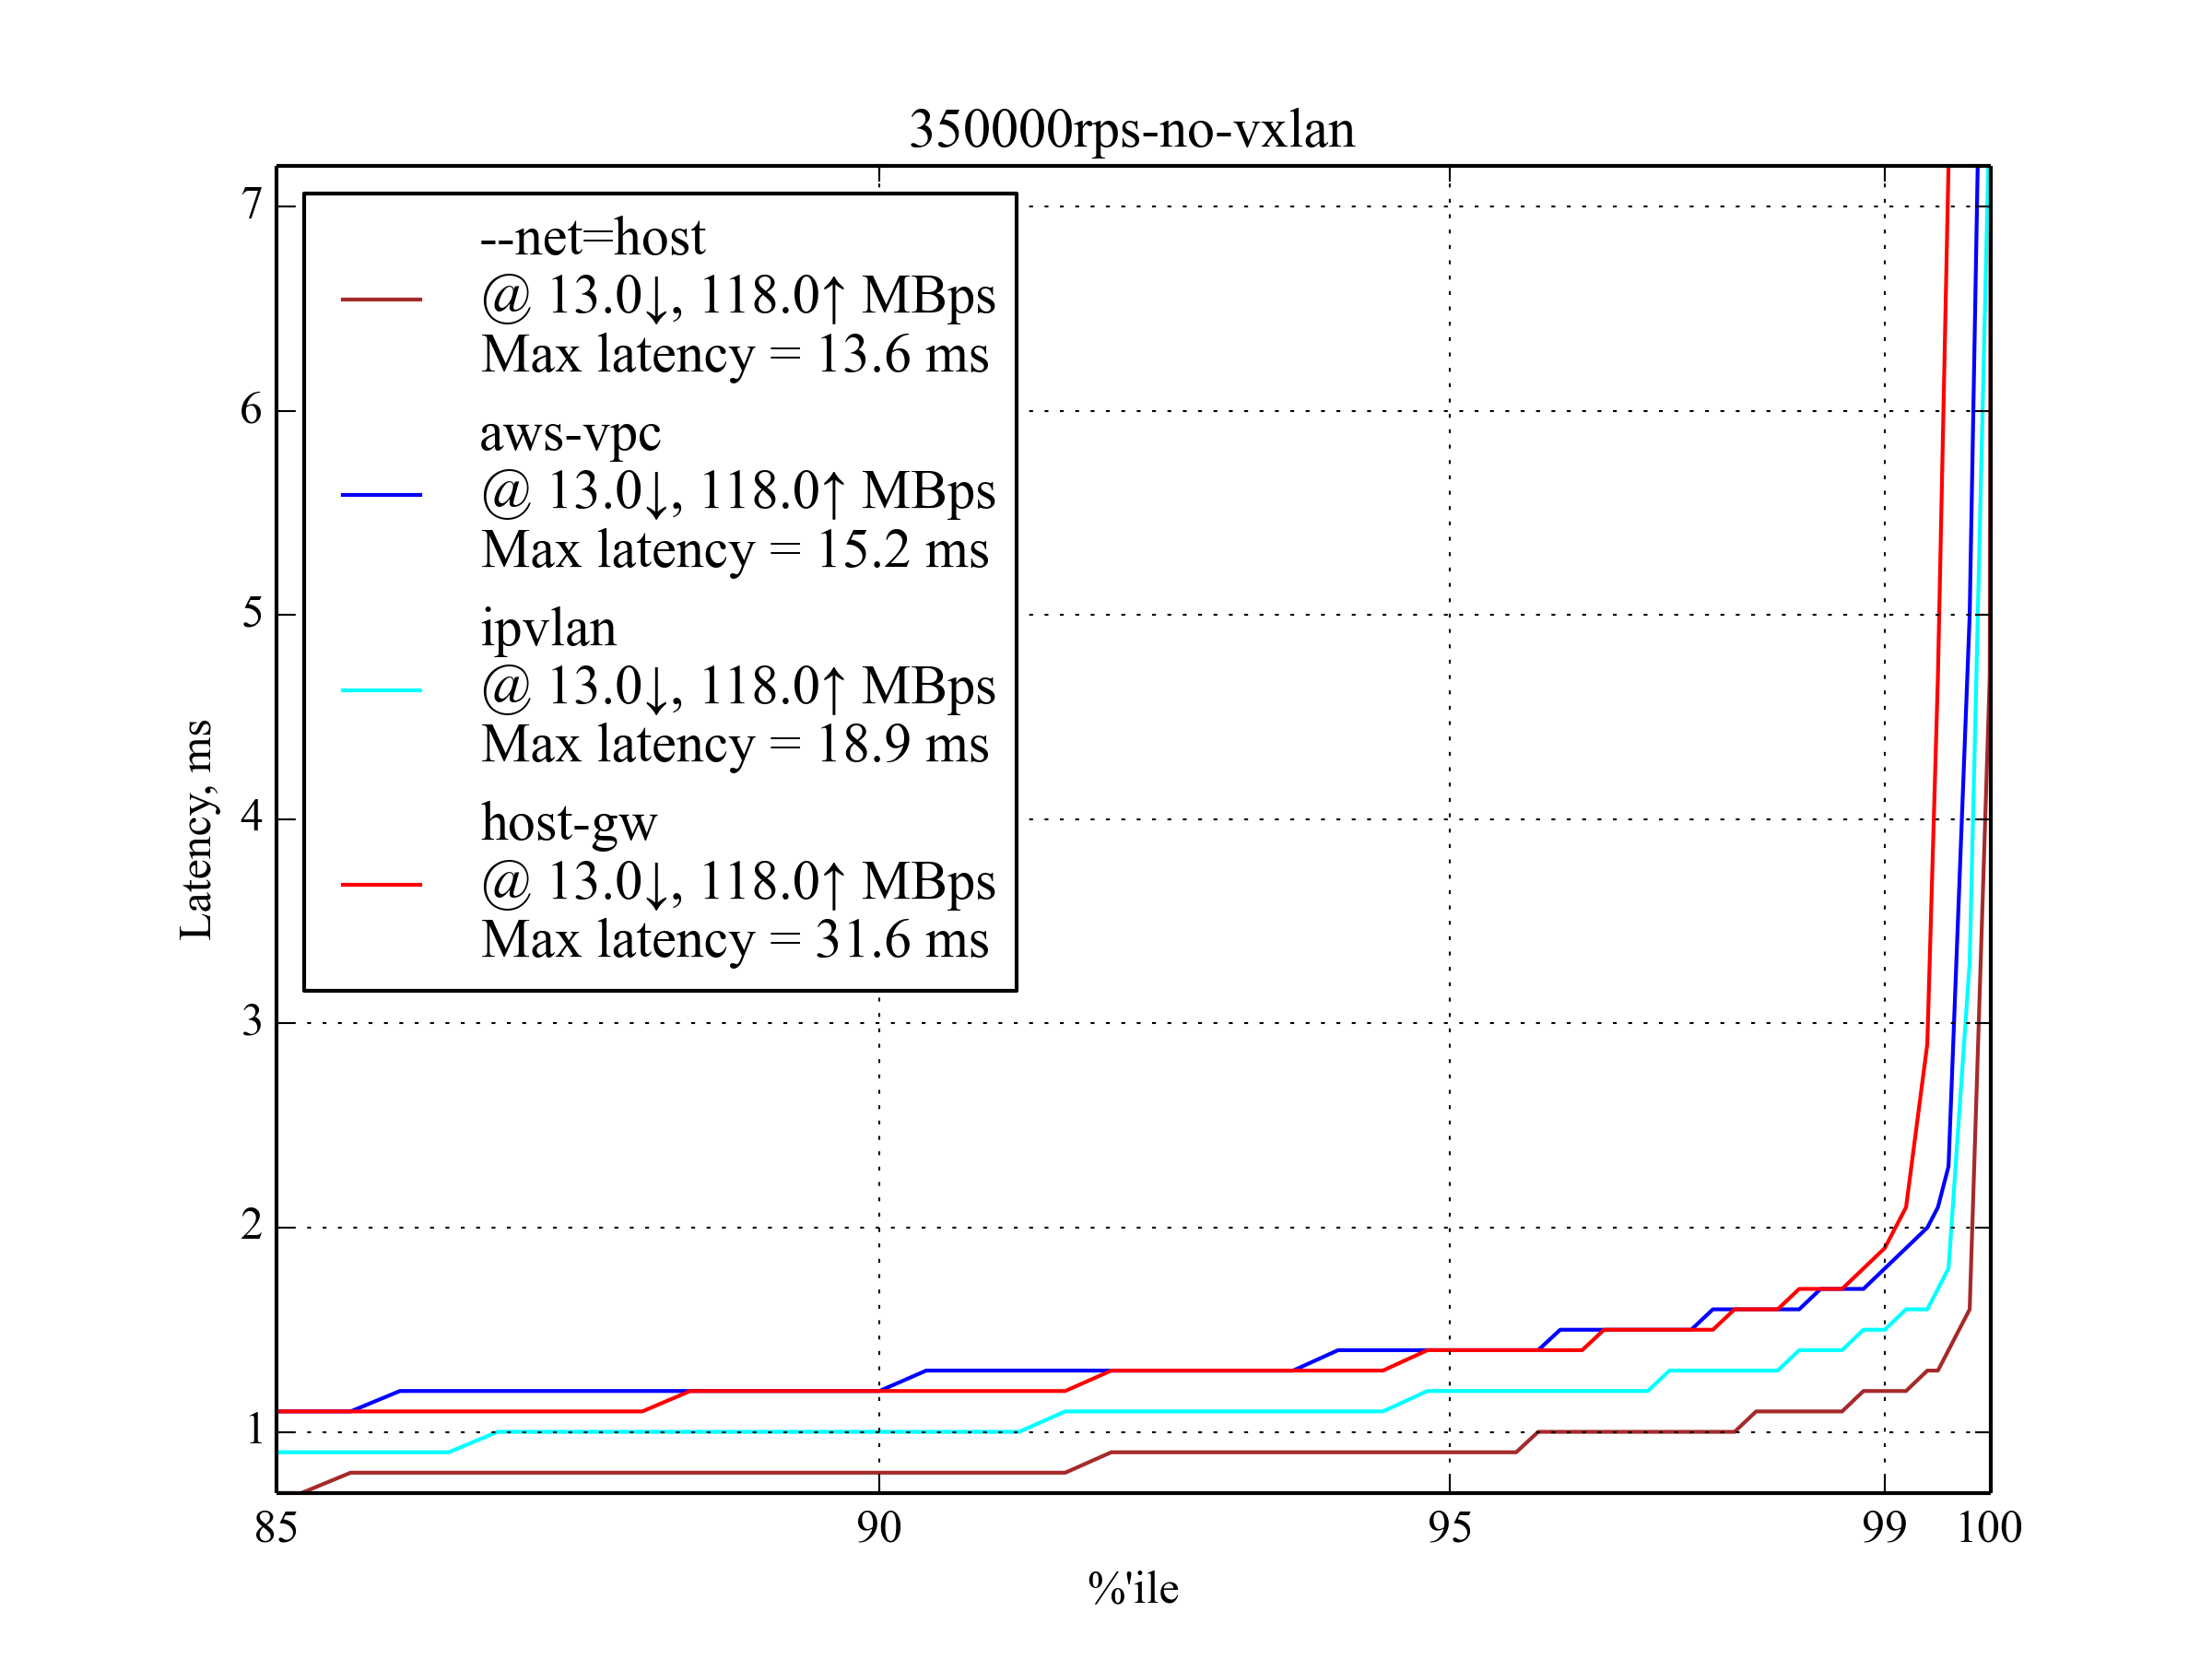 350000rps-no-vxlan
--net=host
@ 13.0↓, 118.0↑ MBps
Max latency = 13.6 ms
aws-vpc
@ 13.0↓, 118.0↑ MBps
Max latency = 15.2 ms
ipvlan
@ 13.0↓, 118.0↑ MBps
Max latency = 18.9 ms
host-gw
@ 13.0↓, 118.0↑ MBps
Max latency = 31.6 ms
Latency, ms
7
6
5
4
3
2
1
85 90 95 99 100
%'ile